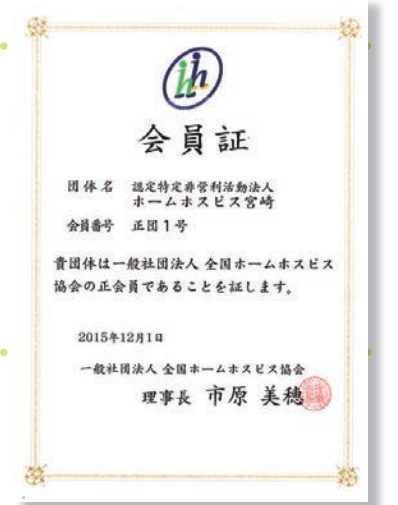 hh
会員証
団体名 認定特定非営利活動法人
ホームホスピス宮崎
会員番号 正団1号
貴団体は一般社団法人 全国ホームホスピス
協会の正会員であることを証します。
2015年12月1日
一般社団法人 全国ホームホスピス協会
理事長 市原 美穂